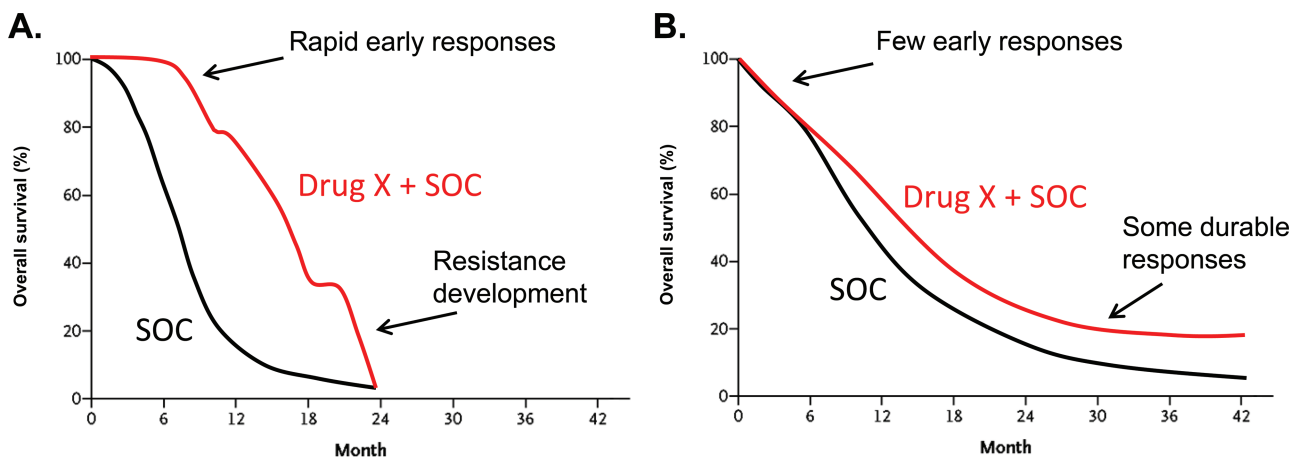 A.
Rapid early responses
Overall survival (%)
100
80
60
40
20
0
Drug X + SOC
SOC
Resistance
development
0 6 12 18 24 30 36 42
Month
B.
Few early responses
Overall survival (%)
100
80
60
40
20
0
Drug X + SOC
SOC
Some durable
responses
0 6 12 18 24 30 36 42
Month